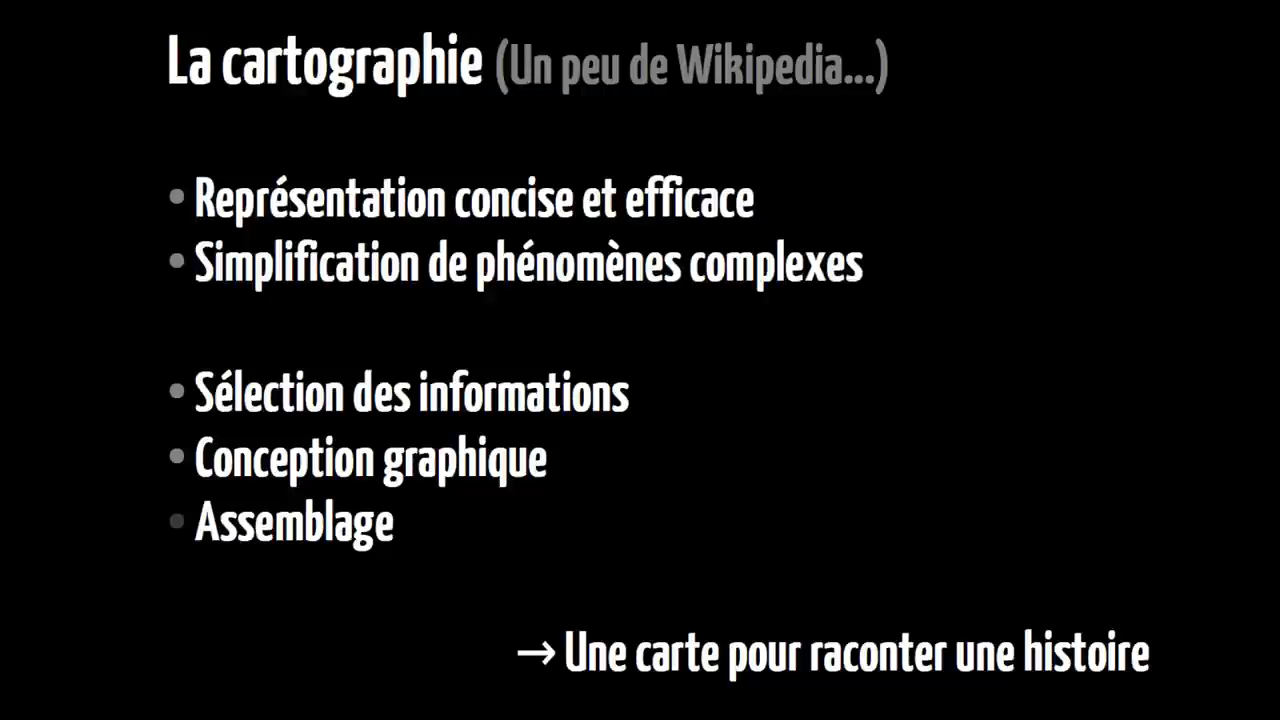 La cartographie (Un peu de Wikipedia...)
• Représentation concise et efficace
• Simplification de phénomènes complexes
• Sélection des informations
• Conception graphique
• Assemblage
→ Une carte pour raconter une histoire